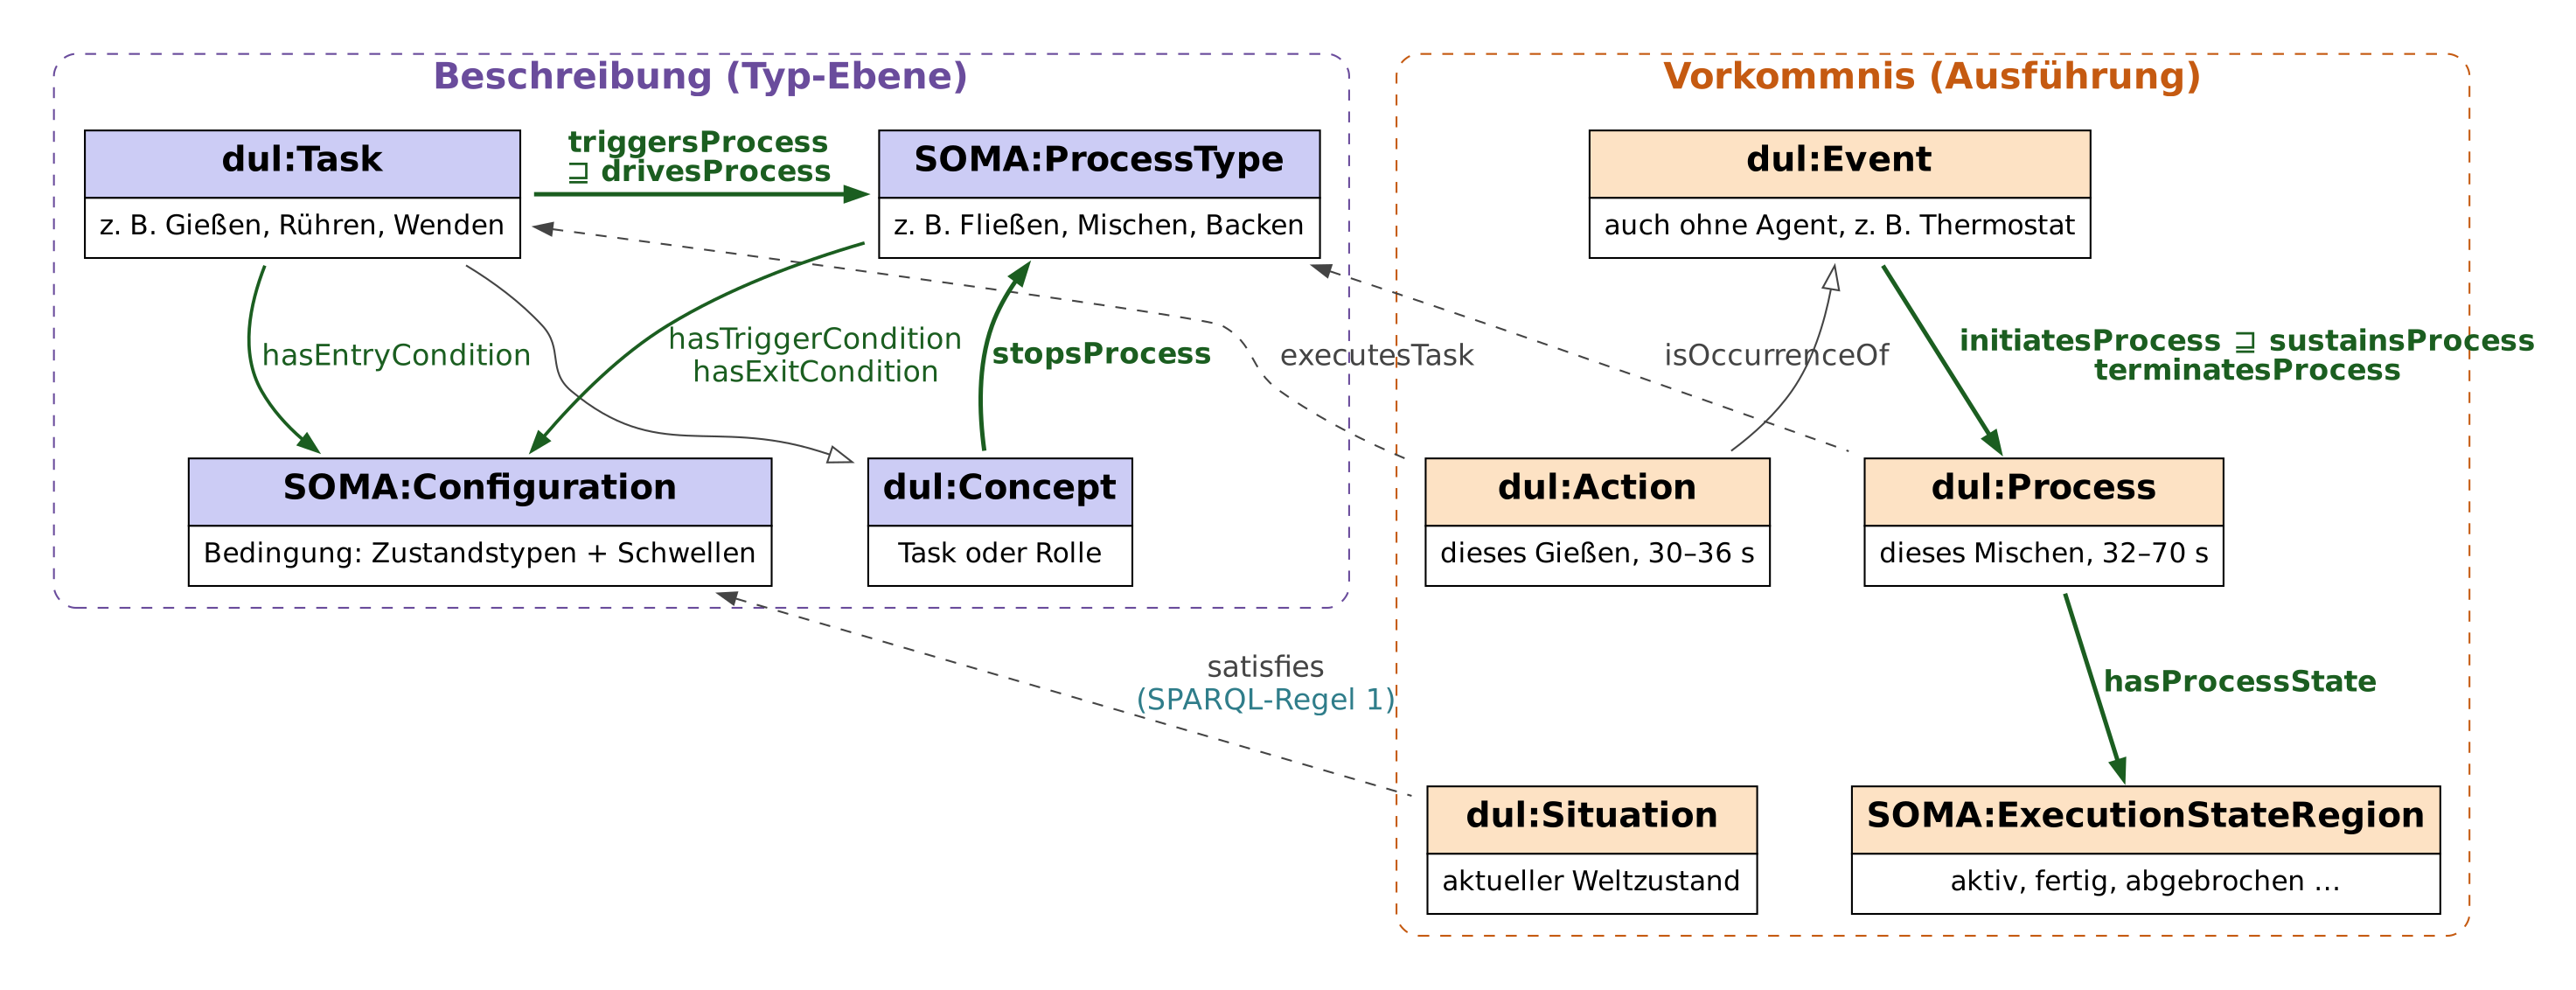 Beschreibung (Typ-Ebene)
Vorkommnis (Ausführung)
dul:Task
z. B. Gießen, Rühren, Wenden
triggersProcess
⊒ drivesProcess
SOMA:ProcessType
z. B. Fließen, Mischen, Backen
dul:Event
auch ohne Agent, z. B. Thermostat
hasEntryCondition
hasTriggerCondition
hasExitCondition
stopsProcess
executesTask
isOccurrenceOf
initiatesProcess ⊒ sustainsProcess
terminatesProcess
SOMA:Configuration
Bedingung: Zustandstypen + Schwellen
dul:Concept
Task oder Rolle
dul:Action
dieses Gießen, 30–36 s
dul:Process
dieses Mischen, 32–70 s
satisfies
(SPARQL-Regel 1)
hasProcessState
dul:Situation
aktueller Weltzustand
SOMA:ExecutionStateRegion
aktiv, fertig, abgebrochen ...